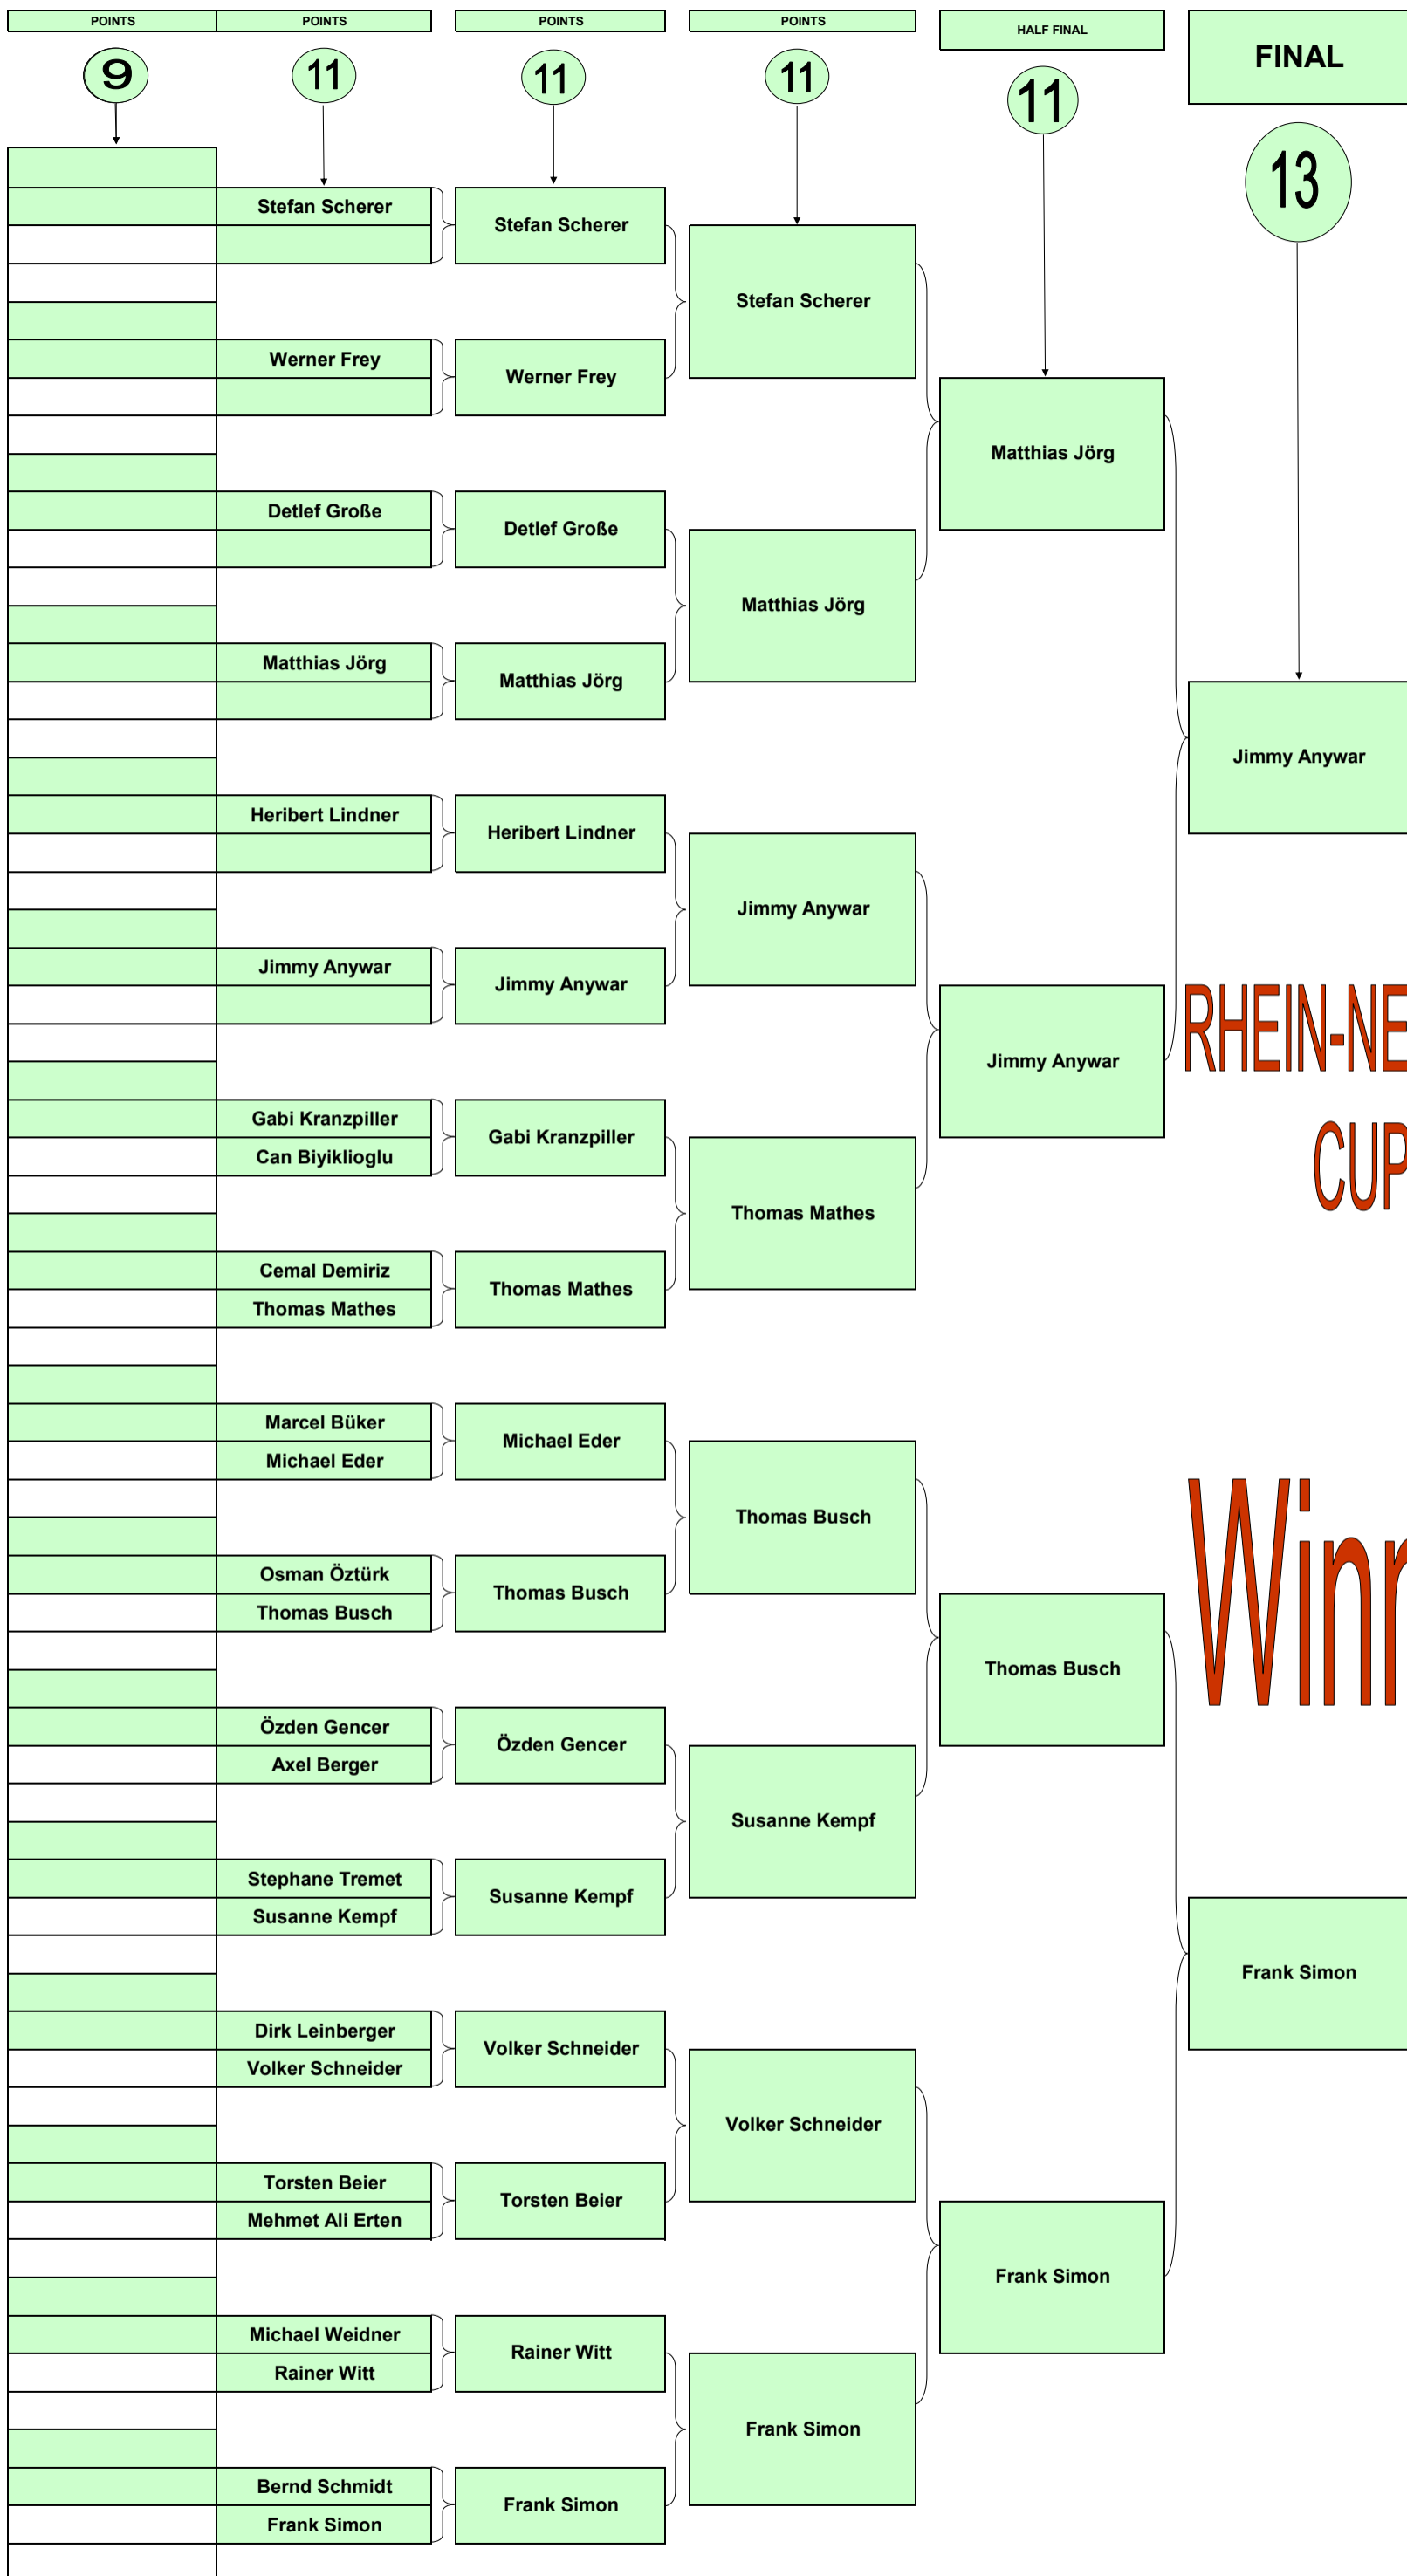 POINTS
POINTS
POINTS
POINTS
HALF FINAL
FINAL
9
11
11
11
11
13
Stefan Scherer
Stefan Scherer
Stefan Scherer
Werner Frey
Werner Frey
Matthias Jörg
Detlef Große
Detlef Große
Matthias Jörg
Matthias Jörg
Matthias Jörg
Jimmy Anywar
Heribert Lindner
Heribert Lindner
Jimmy Anywar
Jimmy Anywar
Jimmy Anywar
Jimmy Anywar
RHEIN-NE
Gabi Kranzpiller
Gabi Kranzpiller
Can Biyiklioglu
CUP
Thomas Mathes
Cemal Demiriz
Thomas Mathes
Thomas Mathes
Marcel Büker
Michael Eder
Michael Eder
Thomas Busch
Winn
Osman Öztürk
Thomas Busch
Thomas Busch
Thomas Busch
Özden Gencer
Özden Gencer
Axel Berger
Susanne Kempf
Stephane Tremet
Susanne Kempf
Susanne Kempf
Frank Simon
Dirk Leinberger
Volker Schneider
Volker Schneider
Volker Schneider
Torsten Beier
Torsten Beier
Mehmet Ali Erten
Frank Simon
Michael Weidner
Rainer Witt
Rainer Witt
Frank Simon
Bernd Schmidt
Frank Simon
Frank Simon